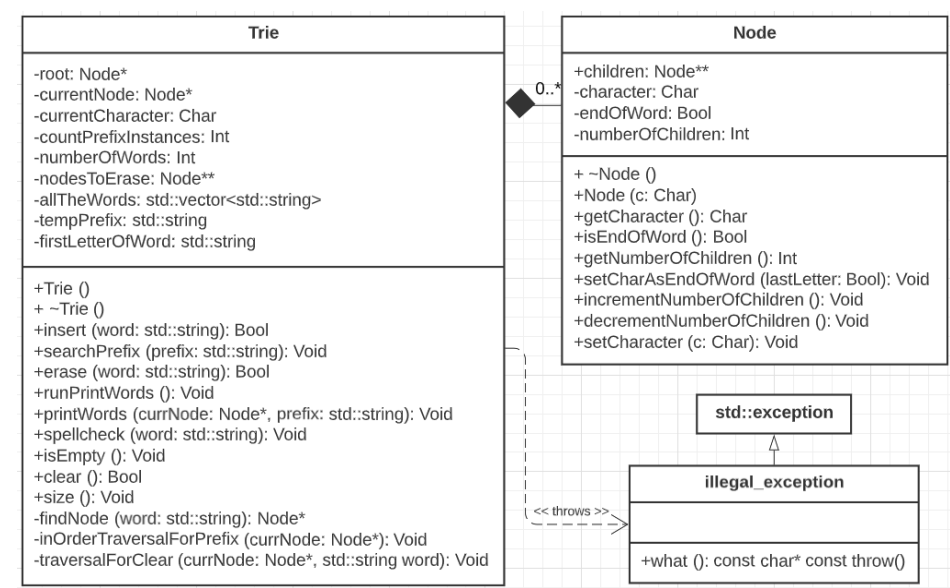 Trie
-root: Node*
-currentNode: Node*
-currentCharacter: Char
-countPrefixInstances: Int
-numberOfWords: Int
-nodesToErase: Node**
-allTheWords: std::vector<std::string>
-tempPrefix: std::string
-firstLetterOfWord: std::string
+Trie ()
+ ~Trie ()
+insert (word: std::string): Bool
+searchPrefix (prefix: std::string): Void
+erase (word: std::string): Bool
+runPrintWords (): Void
+printWords (currNode: Node*, prefix: std::string): Void
+spellcheck (word: std::string): Void
+isEmpty (): Void
+clear (): Bool
+size (): Void
-findNode (word: std::string): Node*
-inOrderTraversalForPrefix (currNode: Node*): Void
-traversalForClear (currNode: Node*, std::string word): Void
0..*
Node
+children: Node**
-character: Char
-endOfWord: Bool
-numberOfChildren: Int
+ ~Node ()
+Node (c: Char)
+getCharacter (): Char
+isEndOfWord (): Bool
+getNumberOfChildren (): Int
+setCharAsEndOfWord (lastLetter: Bool): Void
+incrementNumberOfChildren (): Void
+decrementNumberOfChildren (): Void
+setCharacter (c: Char): Void
std::exception
illegal_exception
<< throws >>
+what (): const char* const throw()